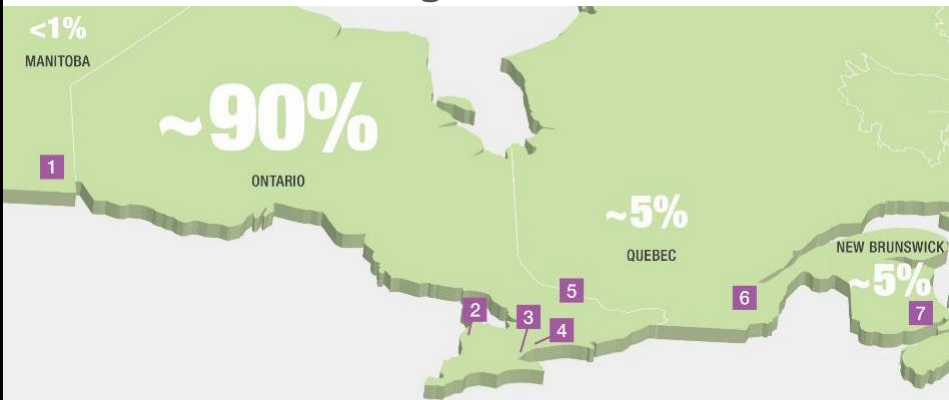 <1%
MANITOBA
~90%
ONTARIO
~5%
QUEBEC
NEW BRUNSWICK
~5%
1
2
3
4
5
6
7